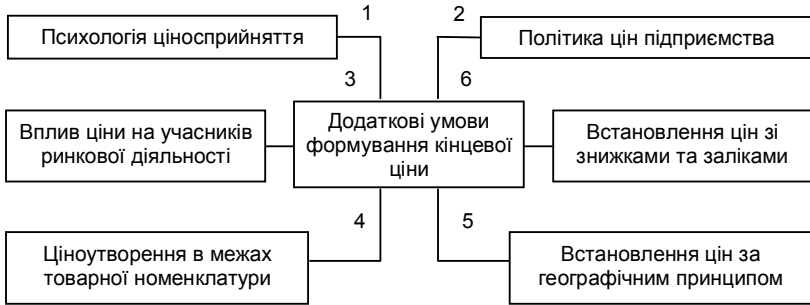 1
2
Психологія ціносприйняття
Політика цін підприємства
3
6
Вплив ціни на учасників
ринкової діяльності
Додаткові умови
формування кінцевої
ціни
Встановлення цін зі
знижками та заліками
4
5
Ціноутворення в межах
товарної номенклатури
Встановлення цін за
географічним принципом